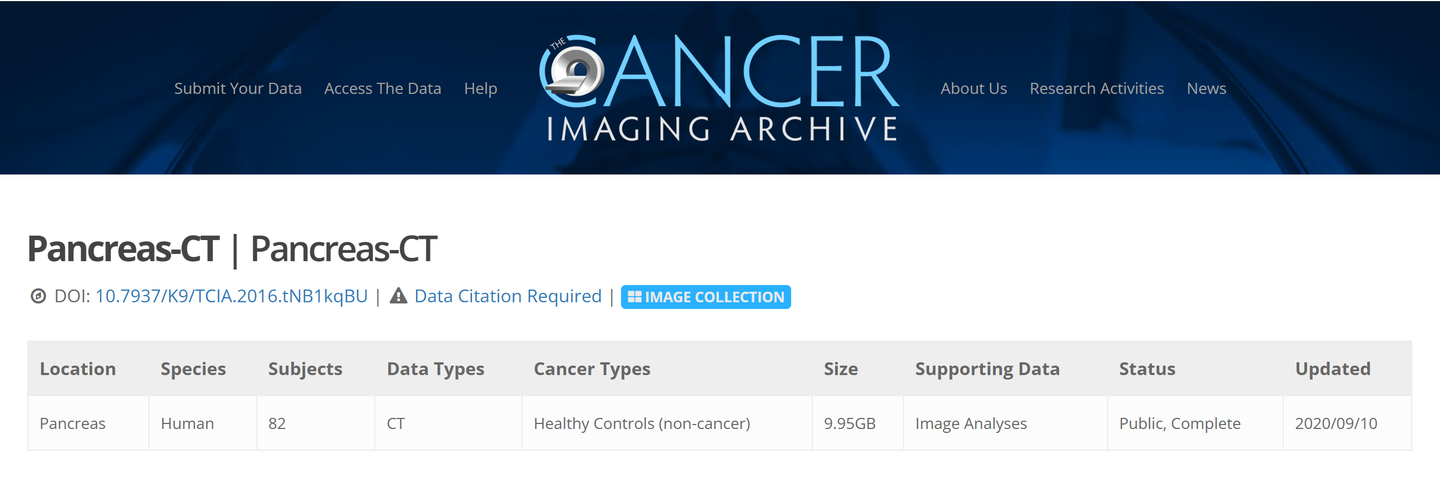 Submit Your Data Access The Data Help
THE
CANCER
IMAGING ARCHIVE
About Us Research Activities News
Pancreas-CT | Pancreas-CT
DOI: 10.7937/K9/TCIA.2016.tNB1kqBU | Data Citation Required | IMAGE COLLECTION
Location Species Subjects Data Types Cancer Types Size Supporting Data Status Updated
Pancreas Human 82 CT Healthy Controls (non-cancer) 9.95GB Image Analyses Public, Complete 2020/09/10